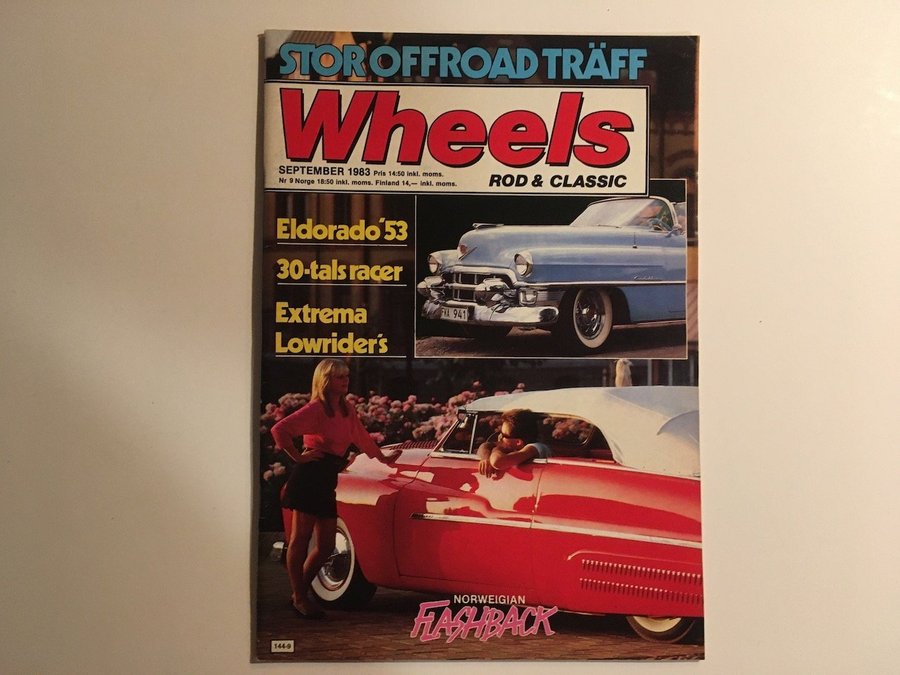 STOR OFFROAD TRÄFF
Wheels
SEPTEMBER 1983 Pris 14:50 inkl. moms.
Nr 9 Norge 18:50 inkl. moms. Finland 14,— inkl. moms.
ROD & CLASSIC
Eldorado '53
30-tals racer
Extrema
Lowrider's
941
NORWEIGIAN
FLASHBACK
144-9